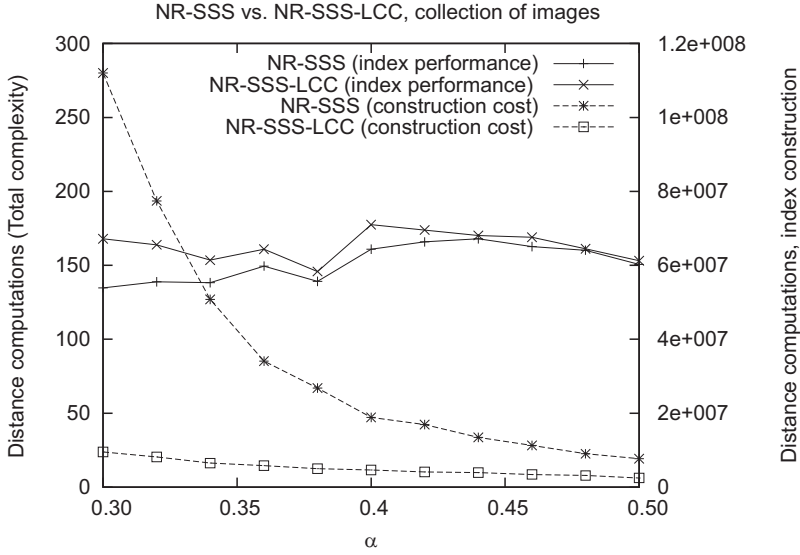 NR-SSS vs. NR-SSS-LCC, collection of images
300
250
200
150
100
50
0
1.2e+008
1e+008
8e+007
6e+007
4e+007
2e+007
0
NR-SSS (index performance)
NR-SSS-LCC (index performance)
NR-SSS (construction cost)
NR-SSS-LCC (construction cost)
Distance computations (Total complexity)
Distance computations, index construction
0.30
0.35
0.4
0.45
0.50
α